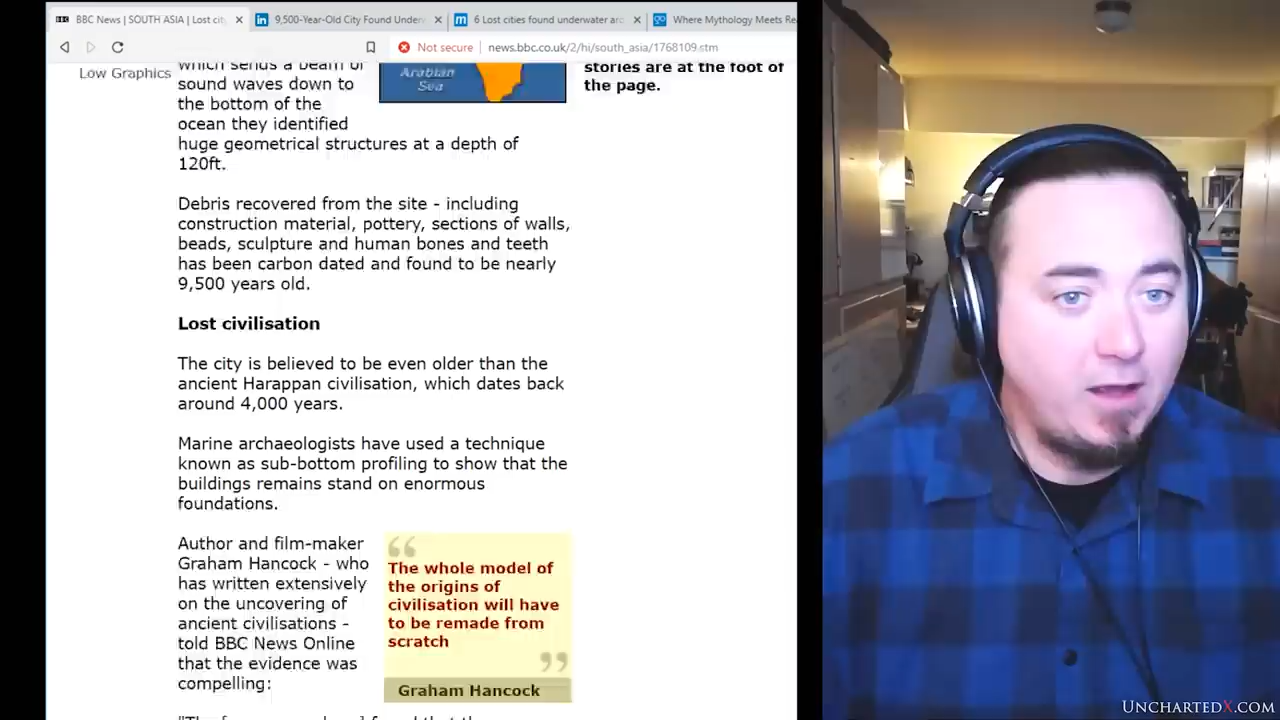 BBC News | SOUTH ASIA | Lost city
9,500-Year-Old City Found Under
6 Lost cities found underwater
Where Mythology Meets Re
Not secure
news.bbc.co.uk/2/hi/south_asia/1768109.stm
Low Graphics
which sends a beam of
sound waves down to
the bottom of the
ocean they identified
huge geometrical structures at a depth of
120ft.
Arabian
Sea
stories are at the foot of
the page.
Debris recovered from the site - including
construction material, pottery, sections of walls,
beads, sculpture and human bones and teeth
has been carbon dated and found to be nearly
9,500 years old.
Lost civilisation
The city is believed to be even older than the
ancient Harappan civilisation, which dates back
around 4,000 years.
Marine archaeologists have used a technique
known as sub-bottom profiling to show that the
buildings remains stand on enormous
foundations.
Author and film-maker
Graham Hancock - who
has written extensively
on the uncovering of
ancient civilisations -
told BBC News Online
that the evidence was
compelling:
“
The whole model of
the origins of
civilisation will have
to be remade from
scratch
”
Graham Hancock
UNCHARTEDX.COM